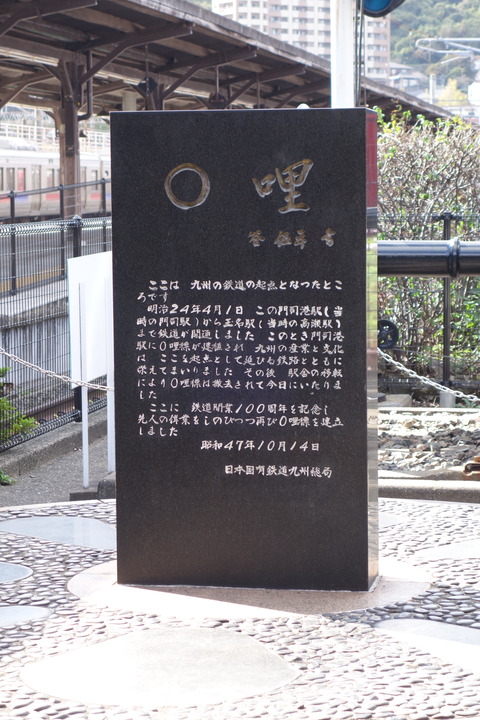 〇哩
ここは 九州の鉄道の起点となつたとこ
ろです
明治24年4月1日 この門司港駅(当
時の門司駅)から玉名駅(当時の高瀬駅)
まで鉄道が開通しました このとき門司港
駅に0哩標が建植され 九州の産業と文化
は ここを起点として延びる鉄路とともに
栄えてまいりました その後 駅舎の移転
により0哩標は撤去されて今日にいたりま
した
ここに 鉄道開業100周年を記念し
先人の偉業をしのびつつ再び0哩標を建立
しました
昭和47年10月14日
日本国有鉄道九州総局